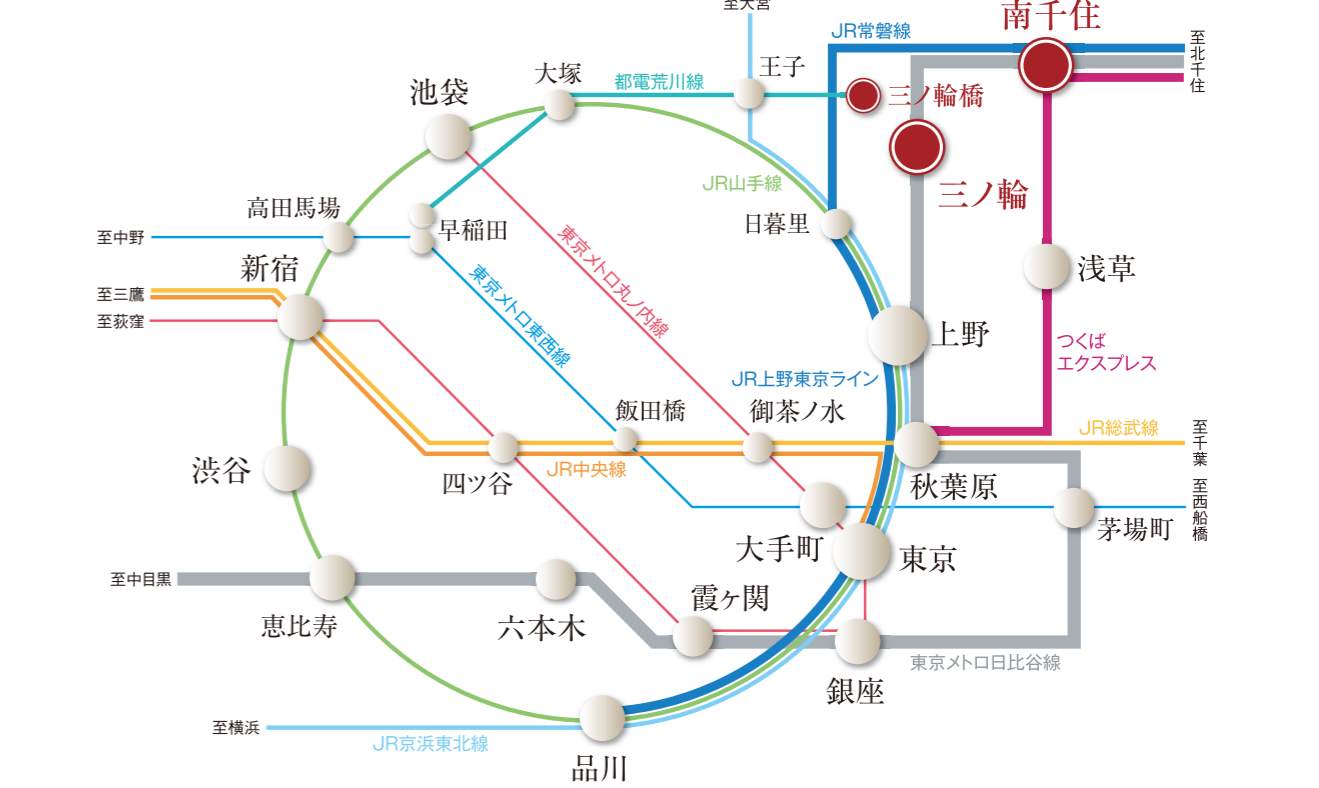 至大宮
南千住
JR常磐線
至北千住
大塚
都電荒川線
王子
池袋
三ノ輪橋
JR山手線
三ノ輪
高田馬場
早稲田
日暮里
至中野
東京メトロ丸ノ内線
新宿
浅草
至三鷹
至荻窪
東京メトロ東西線
上野
つくば
エクスプレス
JR上野東京ライン
飯田橋
御茶ノ水
JR総武線
至千葉
渋谷
四ツ谷
JR中央線
秋葉原
至西船橋
茅場町
大手町
東京
至中目黒
霞ヶ関
恵比寿
六本木
東京メトロ日比谷線
銀座
至横浜
JR京浜東北線
品川